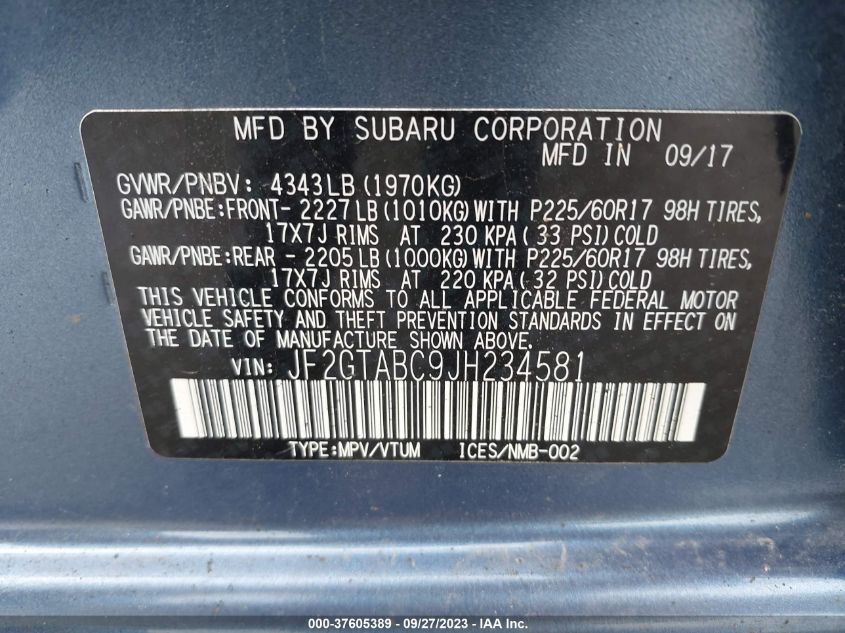 MFD BY SUBARU CORPORATION
MFD IN 09/17
GVWR/PNBV: 4343LB (1970KG)
GAWR/PNBE:FRONT- 2227LB (1010KG) WITH P225/60R17 98H TIRES,
17X7J RIMS AT 230 KPA ( 33 PSI) COLD
GAWR/PNBE:REAR - 2205LB (1000KG) WITH P225/60R17 98H TIRES,
17X7J RIMS AT 220 KPA ( 32 PSI) COLD
THIS VEHICLE CONFORMS TO ALL APPLICABLE FEDERAL MOTOR
VEHICLE SAFETY AND THEFT PREVENTION STANDARDS IN EFFECT ON
THE DATE OF MANUFACTURE SHOWN ABOVE.
VIN: JF2GTABC9JH234581
TYPE:MPV/VTUM ICES/NMB-002
000-37605389 - 09/27/2023 - IAAI.COM